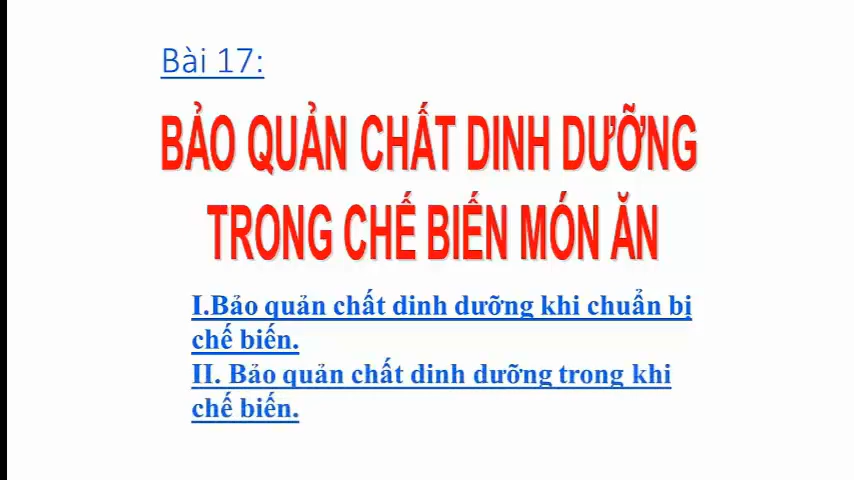 Bài 17:
BẢO QUẢN CHẤT DINH DƯỠNG
TRONG CHẾ BIẾN MÓN ĂN
I.Bảo quản chất dinh dưỡng khi chuẩn bị
chế biến.
II. Bảo quản chất dinh dưỡng trong khi
chế biến.